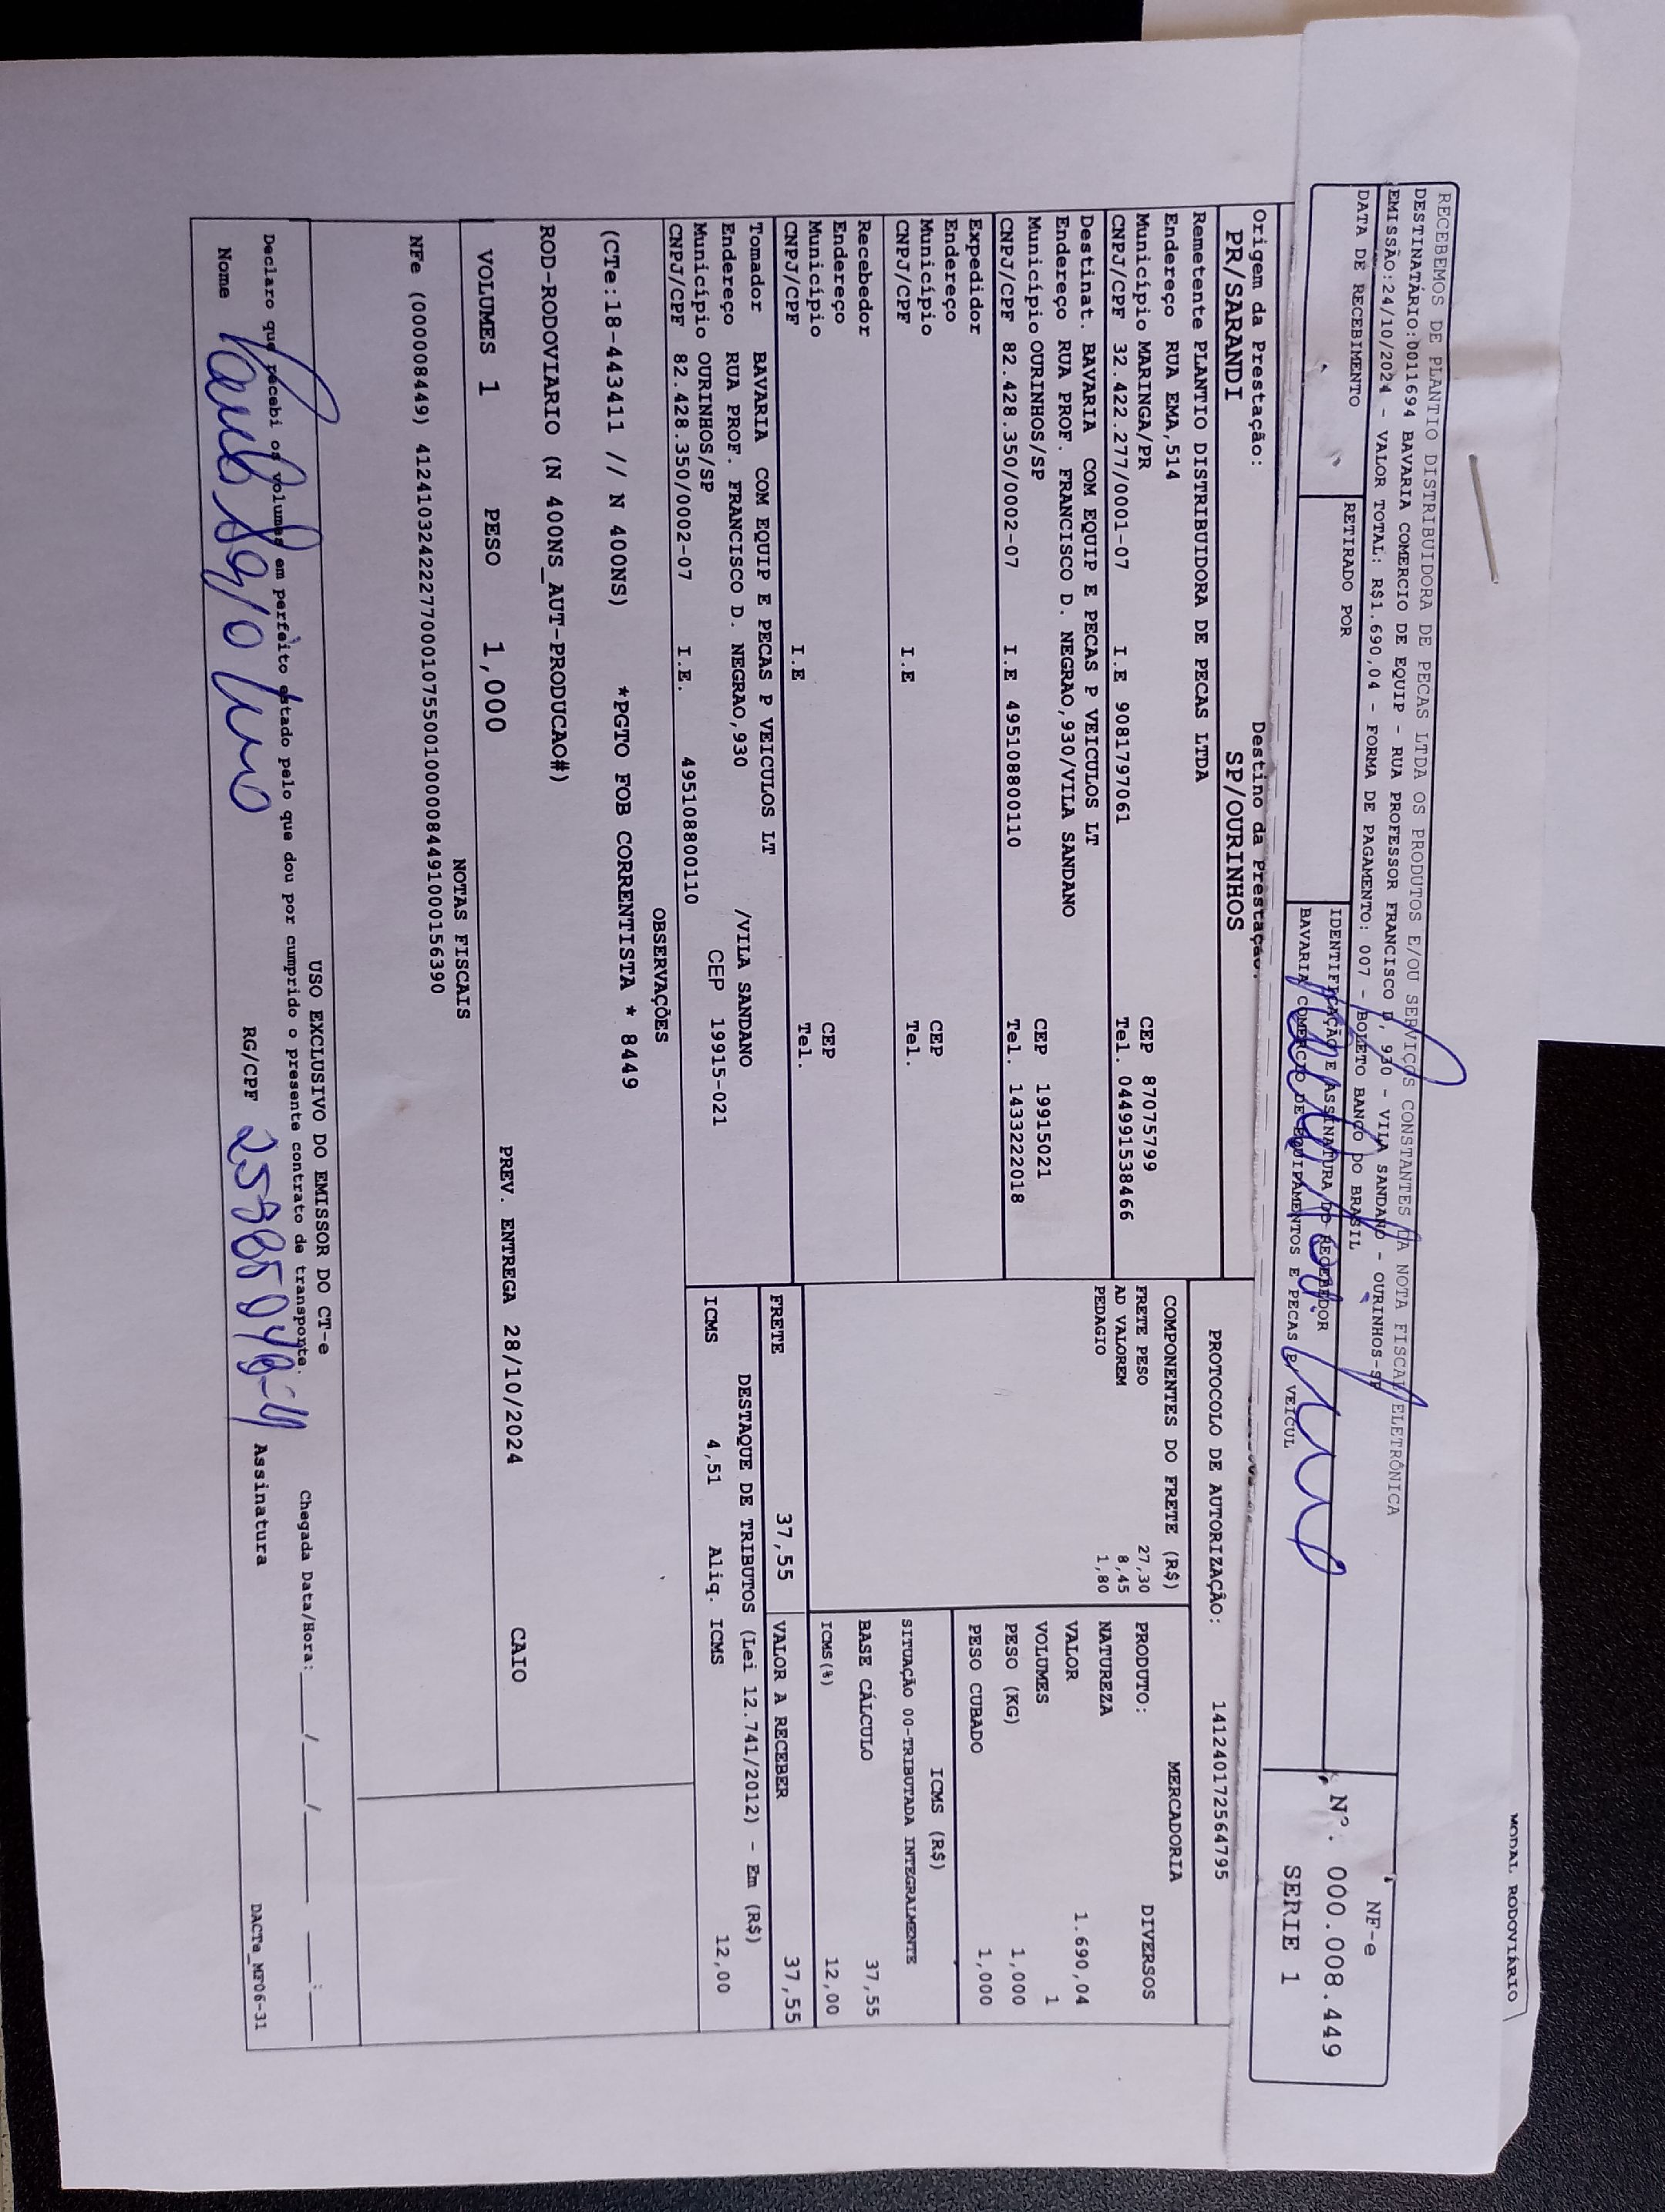 MODAL RODOVIÁRIO
RECEBEMOS DE PLANTIO DISTRIBUIDORA DE PECAS LTDA OS PRODUTOS E/OU SERVIÇOS CONSTANTES DA NOTA FISCAL ELETRÔNICA
DESTINATÁRIO:0011694 BAVARIA COMERCIO DE EQUIP - RUA PROFESSOR FRANCISCO D, 930 - VILA SANDANO - OURINHOS-SP
EMISSÃO:24/10/2024 - VALOR TOTAL: R$1.690,04 - FORMA DE PAGAMENTO: 007 - BOLETO BANCO DO BRASIL
NF-e
Nº. 000.008.449
SERIE 1
DATA DE RECEBIMENTO
RETIRADO POR
IDENTIFICAÇÃO E ASSINATURA DO RECEBEDOR
BAVARIA COMERCIO DE EQUIPAMENTOS E PECAS P/ VEICUL
Origem da Prestação:
PR/SARANDI
Destino da Prestação:
SP/OURINHOS
PROTOCOLO DE AUTORIZAÇÃO: 141240172564795
Remetente PLANTIO DISTRIBUIDORA DE PECAS LTDA
Endereço RUA EMA,514
Município MARINGA/PR CEP 87075799
CNPJ/CPF 32.422.277/0001-07 I.E 9081797061 Tel. 044991538466
Destinat. BAVARIA COM EQUIP E PECAS P VEICULOS LT
Endereço RUA PROF. FRANCISCO D. NEGRAO,930/VILA SANDANO
Município OURINHOS/SP CEP 19915021
CNPJ/CPF 82.428.350/0002-07 I.E 495108800110 Tel. 1433222018
Expedidor
Endereço
Município CEP
CNPJ/CPF I.E Tel.
Recebedor
Endereço
Município CEP
CNPJ/CPF I.E Tel.
Tomador BAVARIA COM EQUIP E PECAS P VEICULOS LT
Endereço RUA PROF. FRANCISCO D. NEGRAO,930 /VILA SANDANO
Município OURINHOS/SP CEP 19915-021
CNPJ/CPF 82.428.350/0002-07 I.E. 495108800110
COMPONENTES DO FRETE (R$)
FRETE PESO 27,30
AD VALOREM 8,45
PEDAGIO 1,80
MERCADORIA
PRODUTO: DIVERSOS
NATUREZA
VALOR 1.690,04
VOLUMES 1
PESO (KG) 1,000
PESO CUBADO 1,000
ICMS (R$)
SITUAÇÃO 00-TRIBUTADA INTEGRALMENTE
BASE CÁLCULO 37,55
ICMS(%) 12,00
FRETE 37,55
VALOR A RECEBER 37,55
DESTAQUE DE TRIBUTOS (Lei 12.741/2012) - Em (R$)
ICMS 4,51 Aliq. ICMS 12,00
OBSERVAÇÕES
(CTe:18-443411 // N 400NS) *PGTO FOB CORRENTISTA * 8449
ROD-RODOVIARIO (N 400NS_AUT-PRODUCAO#)
VOLUMES 1 PESO 1,000 PREV. ENTREGA 28/10/2024 CAIO
NOTAS FISCAIS
NFe (000008449) 41241032422277000107550010000084491000156390
USO EXCLUSIVO DO EMISSOR DO CT-e
Declaro que recebi os volumes em perfeito estado pelo que dou por cumprido o presente contrato de transporte. Chegada Data/Hora:___/___/___ __:__
Nome RG/CPF Assinatura
DACTe_MF06-31